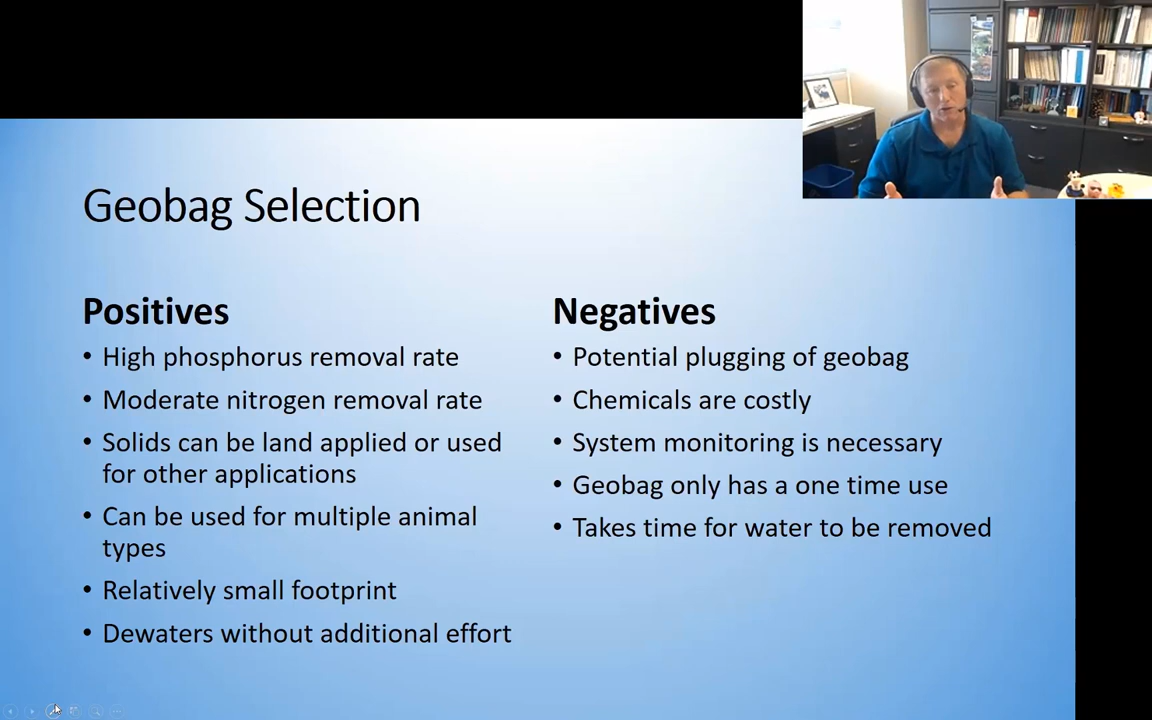 Geobag Selection
Positives
• High phosphorus removal rate
• Moderate nitrogen removal rate
• Solids can be land applied or used
for other applications
• Can be used for multiple animal
types
• Relatively small footprint
• Dewaters without additional effort
Negatives
• Potential plugging of geobag
• Chemicals are costly
• System monitoring is necessary
• Geobag only has a one time use
• Takes time for water to be removed